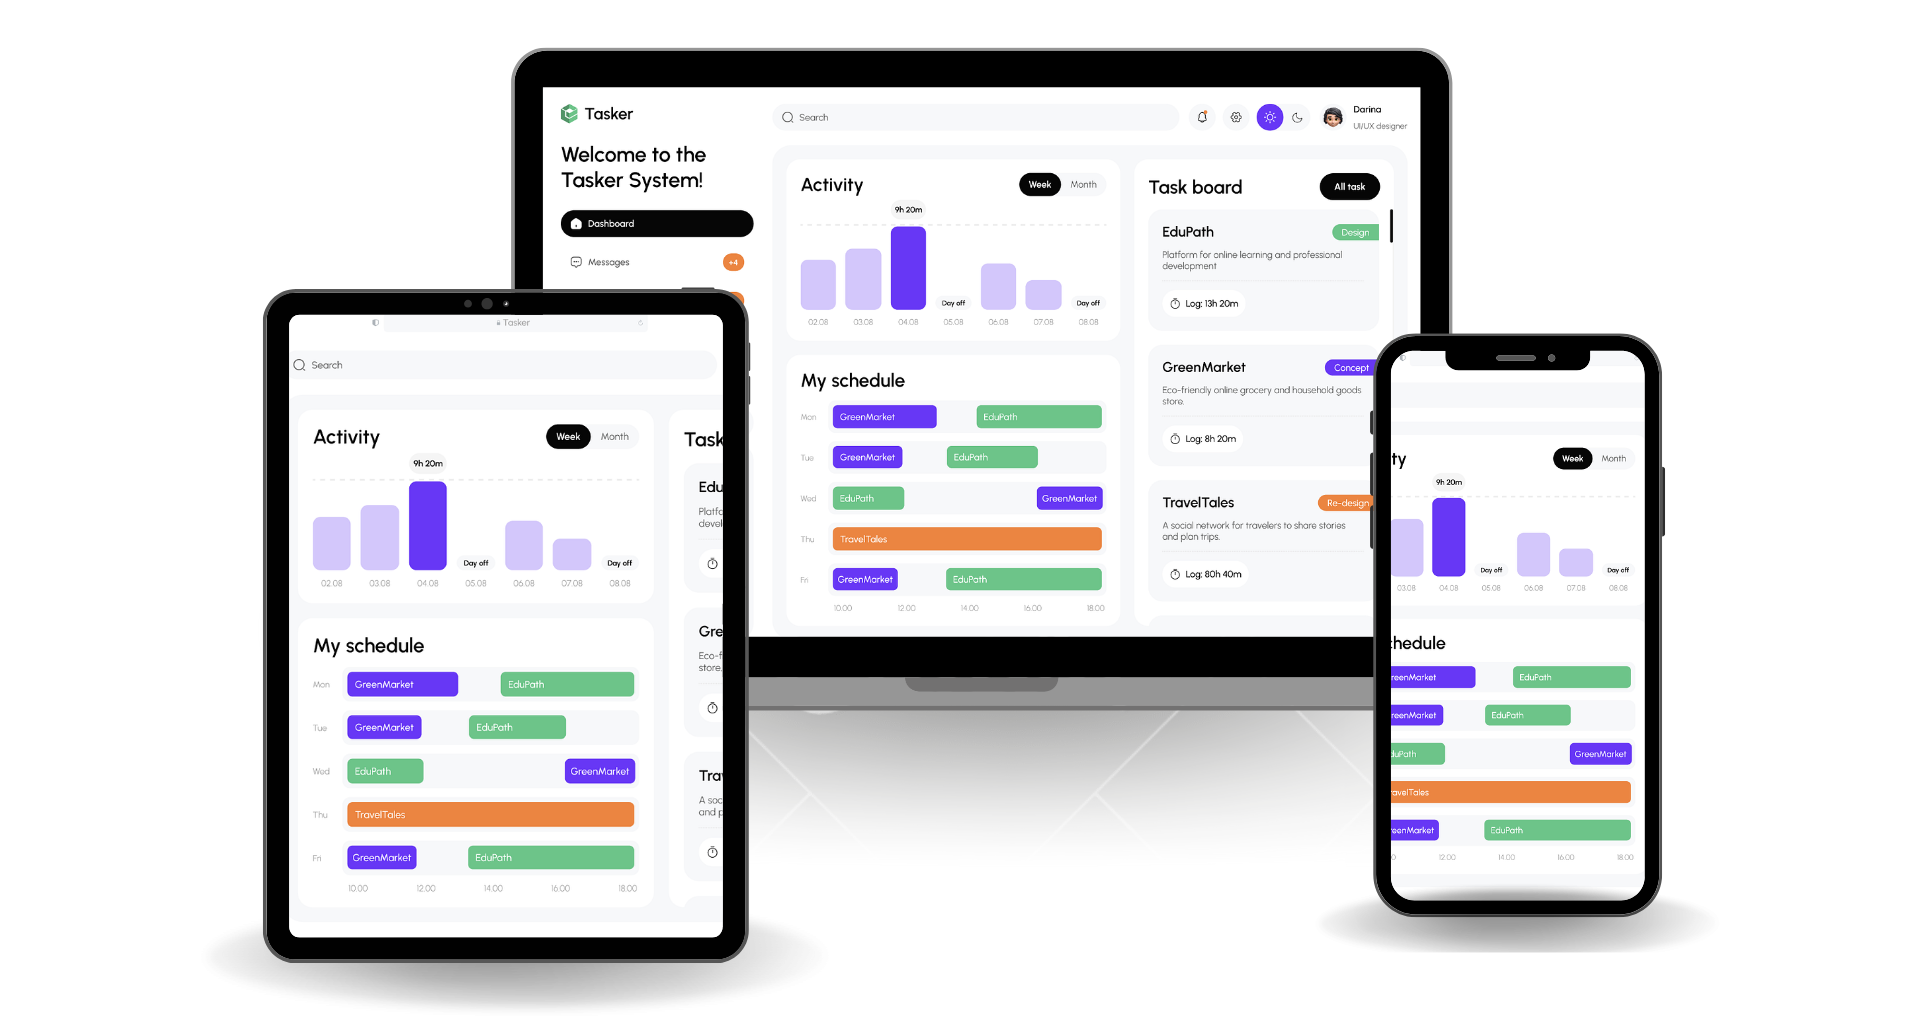 Tasker
Welcome to the
Tasker System!
Dashboard
Messages
+4
Search
Darina
UI/UX designer
Activity
Week
Month
9h 20m
Day off
Day off
02.08
03.08
04.08
05.08
06.08
07.08
08.08
My schedule
Mon
GreenMarket
EduPath
Tue
GreenMarket
EduPath
Wed
EduPath
GreenMarket
Thu
TravelTales
Fri
GreenMarket
EduPath
10:00
12:00
14:00
16:00
18:00
Task board
All task
EduPath
Design
Platform for online learning and professional
development
Log: 13h 20m
GreenMarket
Concept
Eco-friendly online grocery and household goods
store.
Log: 8h 20m
TravelTales
Re-design
A social network for travelers to share stories
and plan trips.
Log: 80h 40m
Tasker
Search
Activity
Week
Month
9h 20m
Day off
Day off
02.08
03.08
04.08
05.08
06.08
07.08
08.08
My schedule
Mon
GreenMarket
EduPath
Tue
GreenMarket
EduPath
Wed
EduPath
GreenMarket
Thu
TravelTales
Fri
GreenMarket
EduPath
10:00
12:00
14:00
16:00
18:00
Task
Edu
Platfo
devel
Gre
Eco-f
store.
Tra
A soc
and p
ty
Week
Month
9h 20m
Day off
Day off
03.08
04.08
05.08
06.08
07.08
08.08
hedule
reenMarket
EduPath
reenMarket
EduPath
duPath
GreenMarket
ravelTales
eenMarket
EduPath
12:00
14:00
16:00
18:00